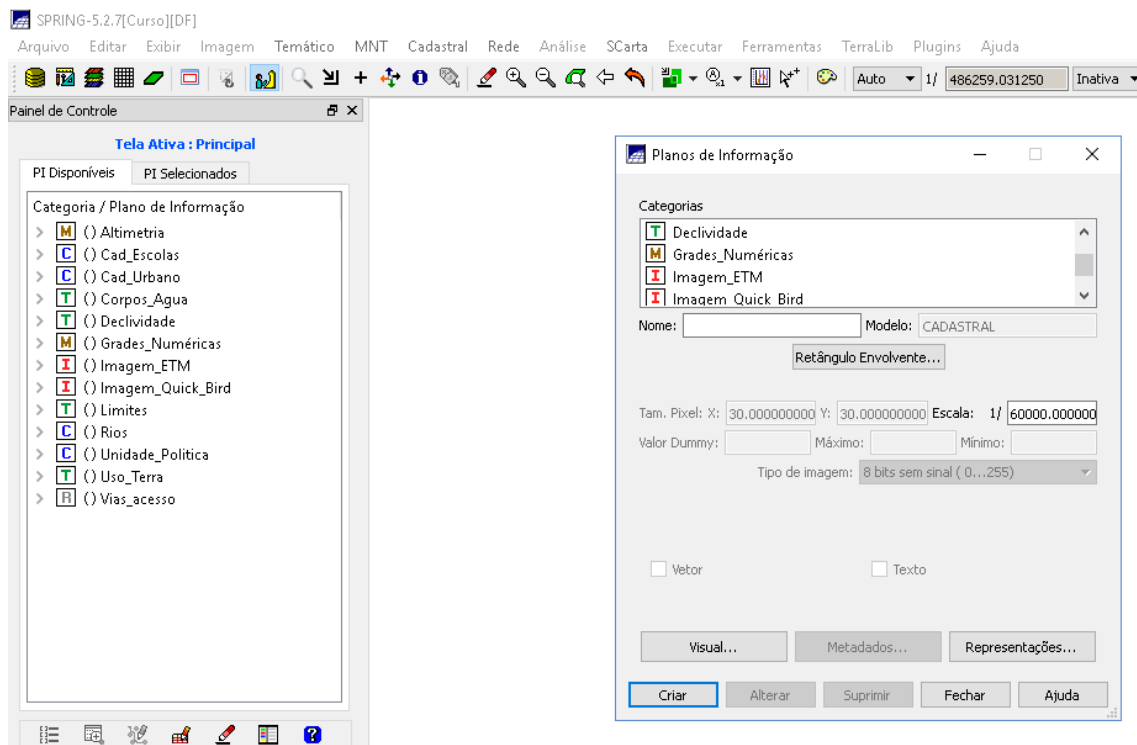 SPRING-5.2.7[Curso][DF]
Arquivo Editar Exibir Imagem Temático MNT Cadastral Rede Análise SCarta Executar Ferramentas TerraLib Plugins Ajuda
Auto 1/ 486259.031250 Inativa
Painel de Controle
Tela Ativa : Principal
PI Disponíveis PI Selecionados
Categoria / Plano de Informação
M () Altimetria
C () Cad_Escolas
C () Cad_Urbano
T () Corpos_Agua
T () Declividade
M () Grades_Numéricas
I () Imagem_ETM
I () Imagem_Quick_Bird
T () Limites
C () Rios
C () Unidade_Politica
T () Uso_Terra
R () Vias_acesso
Planos de Informação
Categorias
T Declividade
M Grades_Numéricas
I Imagem_ETM
I Imagem_Quick_Bird
Nome: Modelo: CADASTRAL
Retângulo Envolvente...
Tam. Pixel: X: 30.000000000 Y: 30.000000000 Escala: 1/ 60000.000000
Valor Dummy: Máximo: Mínimo:
Tipo de imagem: 8 bits sem sinal ( 0...255)
Vetor Texto
Visual... Metadados... Representações...
Criar Alterar Suprimir Fechar Ajuda